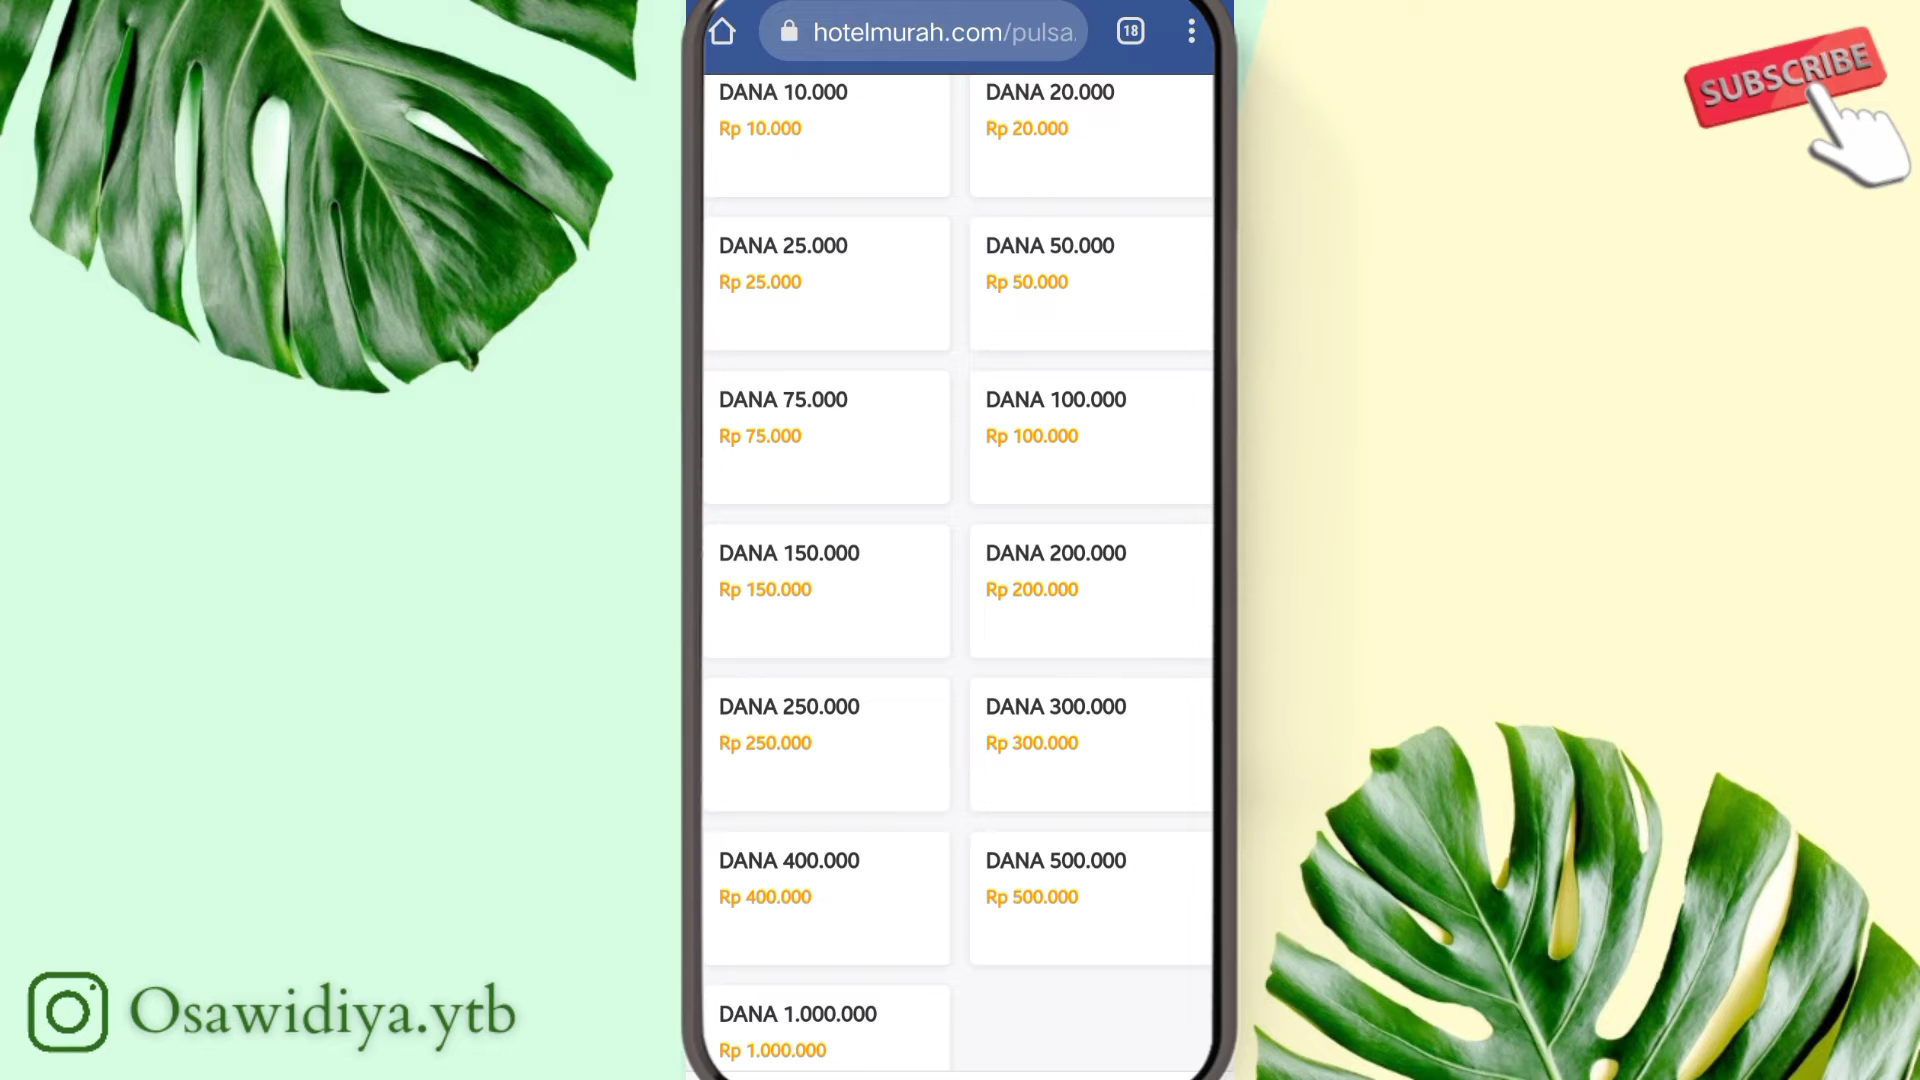 hotelmurah.com/pulsa.
18
SUBSCRIBE
DANA 10.000
Rp 10.000
DANA 20.000
Rp 20.000
DANA 25.000
Rp 25.000
DANA 50.000
Rp 50.000
DANA 75.000
Rp 75.000
DANA 100.000
Rp 100.000
DANA 150.000
Rp 150.000
DANA 200.000
Rp 200.000
DANA 250.000
Rp 250.000
DANA 300.000
Rp 300.000
DANA 400.000
Rp 400.000
DANA 500.000
Rp 500.000
DANA 1.000.000
Rp 1.000.000
Osawidiya.ytb